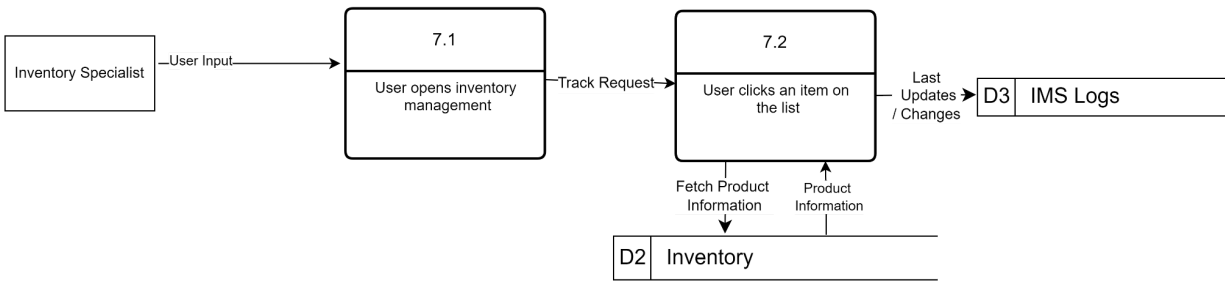 Inventory Specialist
User Input
7.1
User opens inventory
management
Track Request
7.2
User clicks an item on
the list
Last
Updates
/ Changes
D3
IMS Logs
Fetch Product
Information
Product
Information
D2
Inventory